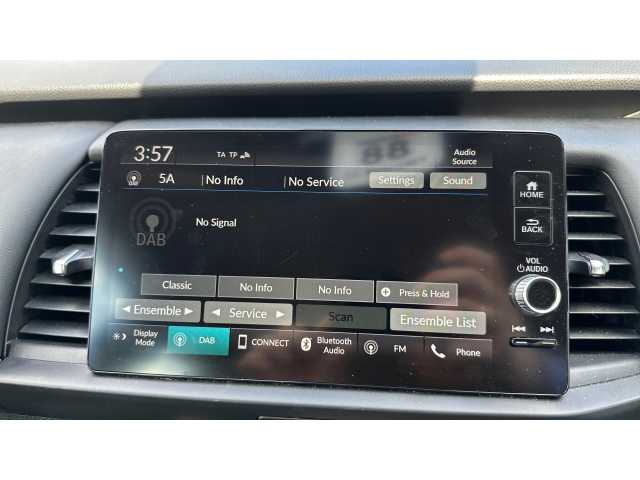 3:57 TA TP Audio Source
DAB 5A No Info No Service Settings Sound
HOME
DAB No Signal
BACK
VOL
AUDIO
Classic No Info No Info Press & Hold
Ensemble Service Scan Ensemble List
Display Mode DAB CONNECT Bluetooth Audio FM Phone